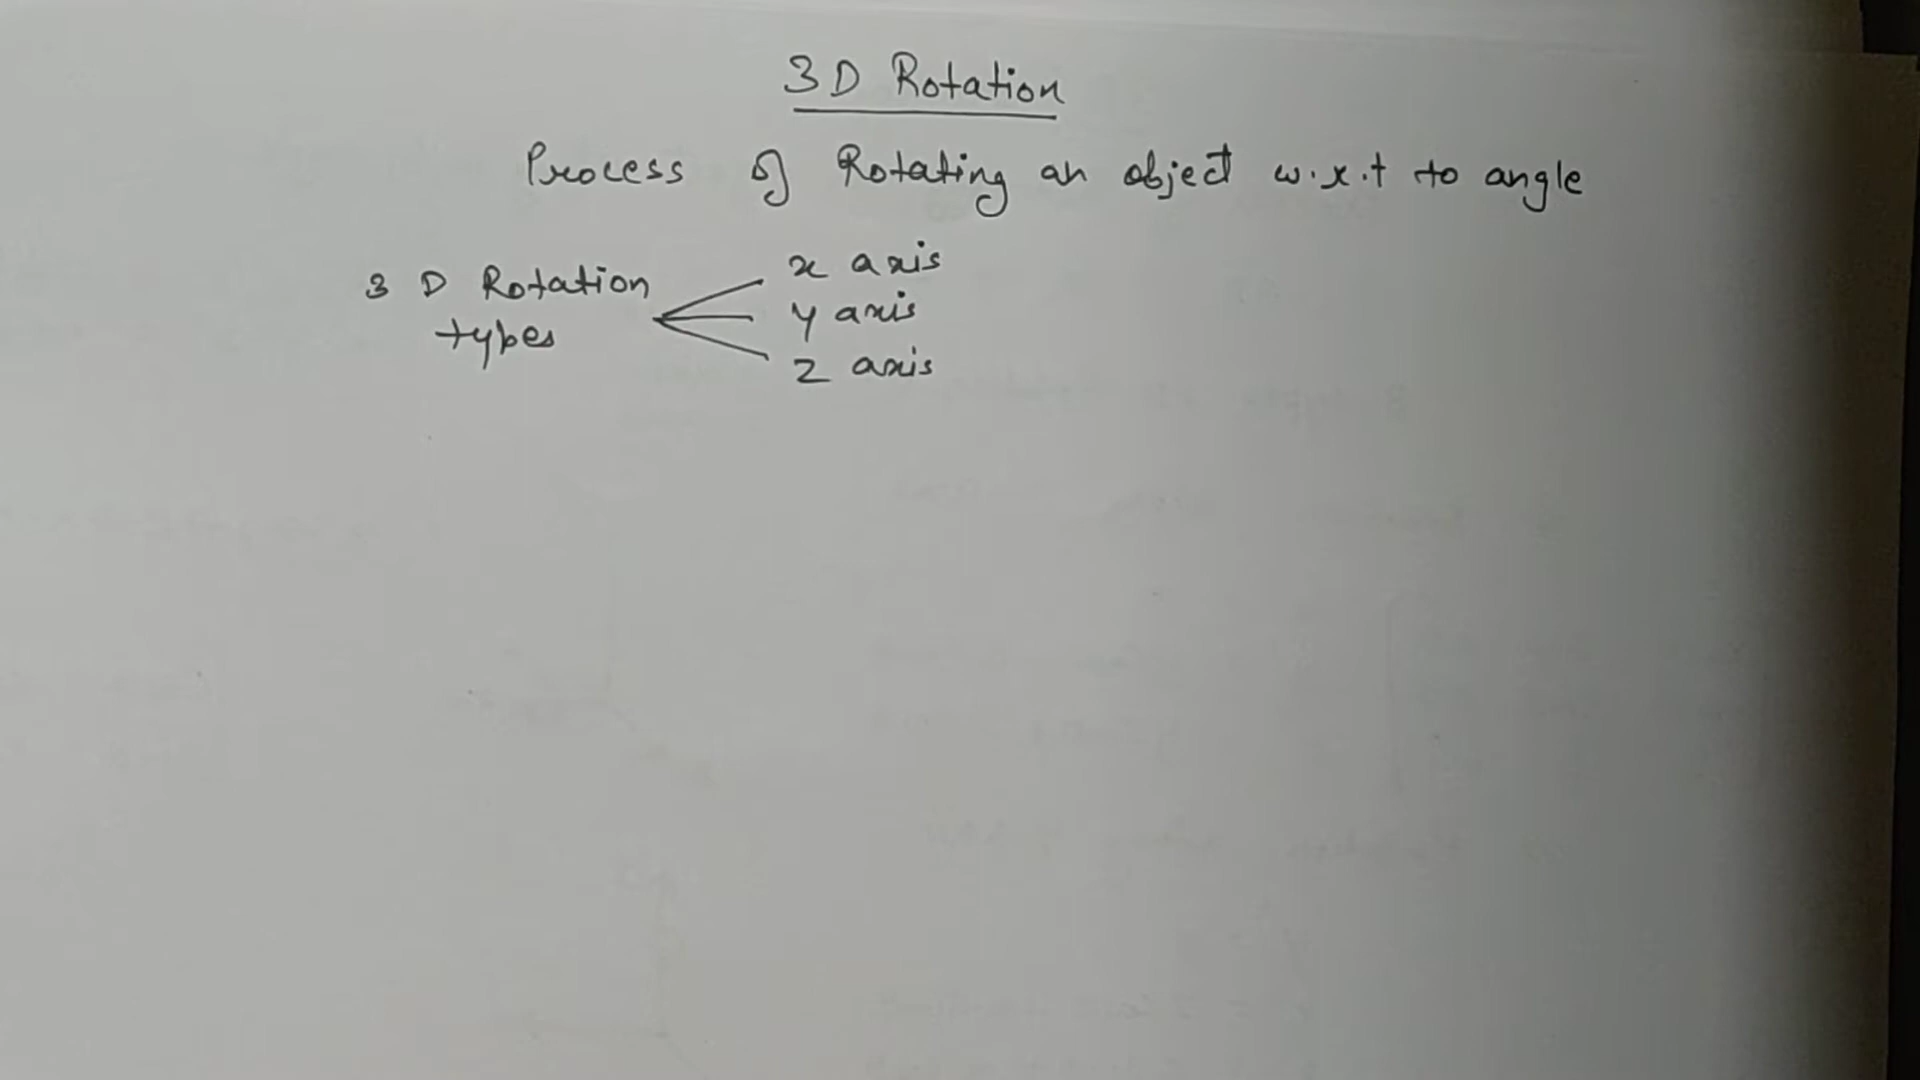 3D Rotation
Process of Rotating an object w.r.t to angle
3 D Rotation types
x axis
y axis
z axis